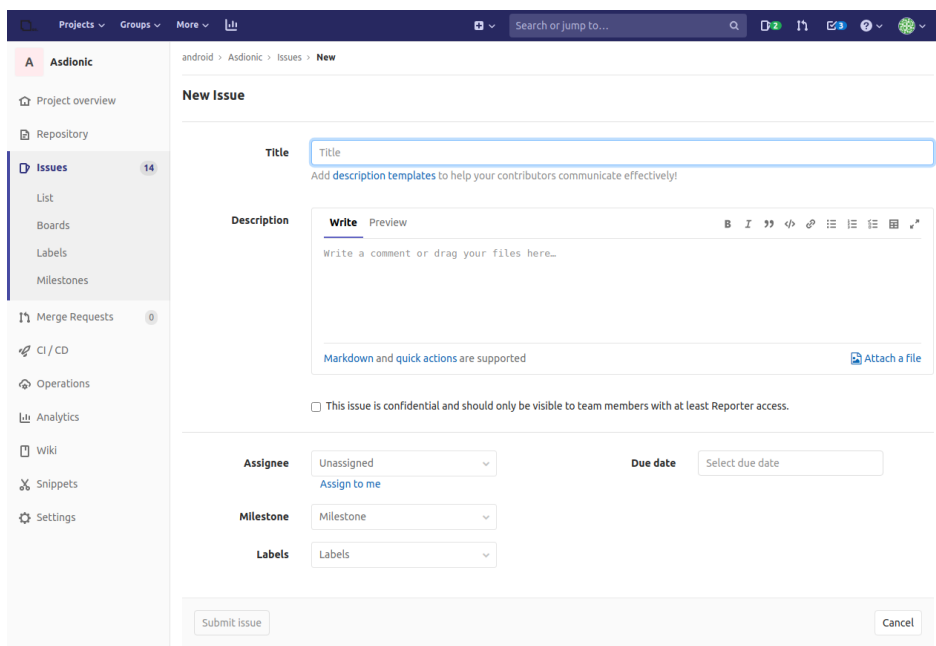 Projects Groups More Search or jump to... 2 3
A Asdionic
android > Asdionic > Issues > New
Project overview
Repository
Issues 14
List
Boards
Labels
Milestones
Merge Requests 0
CI / CD
Operations
Analytics
Wiki
Snippets
Settings
New Issue
Title Title
Add description templates to help your contributors communicate effectively!
Description Write Preview
Write a comment or drag your files here…
Markdown and quick actions are supported Attach a file
This issue is confidential and should only be visible to team members with at least Reporter access.
Assignee Unassigned Due date Select due date
Assign to me
Milestone Milestone
Labels Labels
Submit issue Cancel